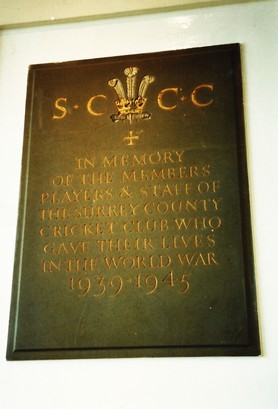 S·C C·C
IN MEMORY
OF THE MEMBERS
PLAYERS & STAFF OF
THE SURREY COUNTY
CRICKET CLUB WHO
GAVE THEIR LIVES
IN THE WORLD WAR
1939·1945